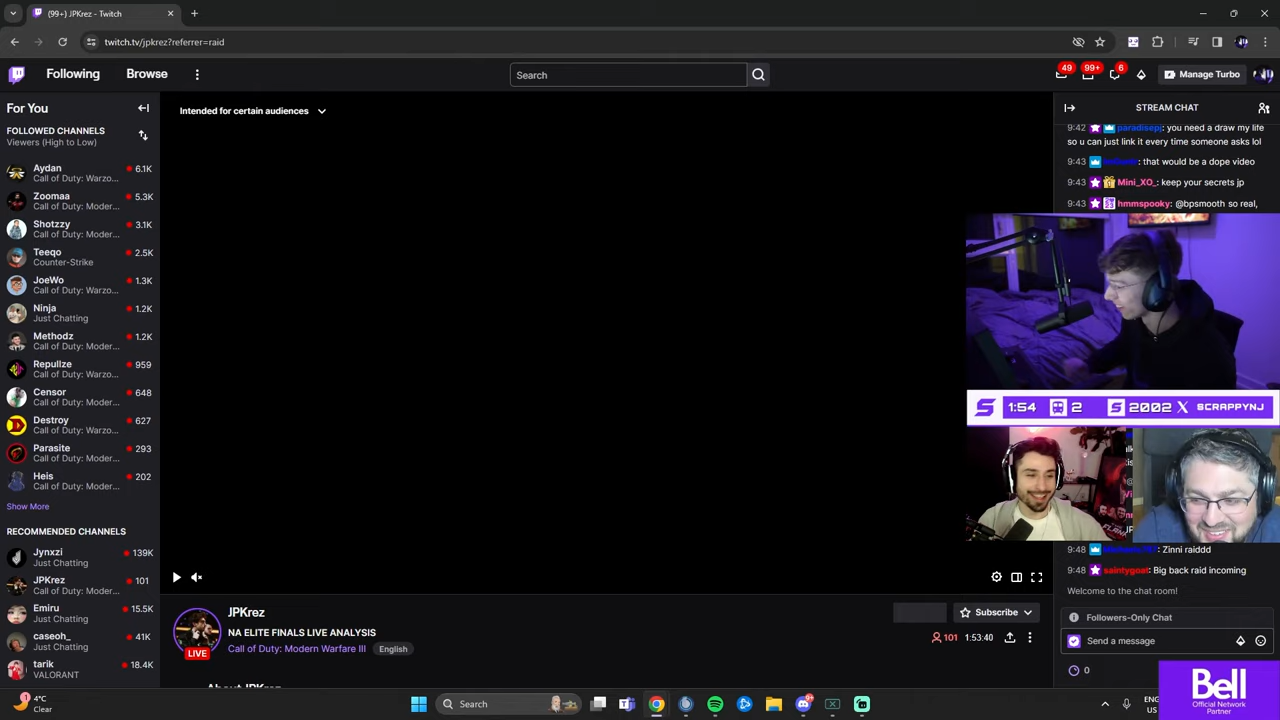 (99+) JPKrez - Twitch
twitch.tv/jpkrez?referrer=raid
Following
Browse
Search
49
99+
6
Manage Turbo
For You
FOLLOWED CHANNELS
Viewers (High to Low)
Aydan
6.1K
Call of Duty: Warzo...
Zoomaa
5.3K
Call of Duty: Moder...
Shotzzy
3.1K
Call of Duty: Moder...
Teeqo
2.5K
Counter-Strike
JoeWo
1.3K
Call of Duty: Warzo...
Ninja
1.2K
Just Chatting
Methodz
1.2K
Call of Duty: Moder...
Repullze
959
Call of Duty: Warzo...
Censor
648
Call of Duty: Moder...
Destroy
627
Call of Duty: Warzo...
Parasite
293
Call of Duty: Moder...
Heis
202
Call of Duty: Moder...
Show More
RECOMMENDED CHANNELS
Jynxzi
139K
Just Chatting
JPKrez
101
Call of Duty: Moder...
Emiru
15.5K
Just Chatting
caseoh_
41K
Just Chatting
tarik
18.4K
VALORANT
Intended for certain audiences
JPKrez
LIVE
NA ELITE FINALS LIVE ANALYSIS
Call of Duty: Modern Warfare III
English
Subscribe
101
1:53:40
About JPKrez
STREAM CHAT
9:42 paradisepj: you need a draw my life
so u can just link it every time someone asks lol
9:43 : that would be a dope video
9:43 Mini_XO_: keep your secrets jp
9:43 hmmspooky: @bpsmooth so real,
1:54
2
2002
X
SCRAPPYNJ
9:48 : Zinni raiddd
9:48 saintygoat: Big back raid incoming
Welcome to the chat room!
Followers-Only Chat
Send a message
0
Bell
Official Network
Partner
4°C
Clear
Search
ENG
US